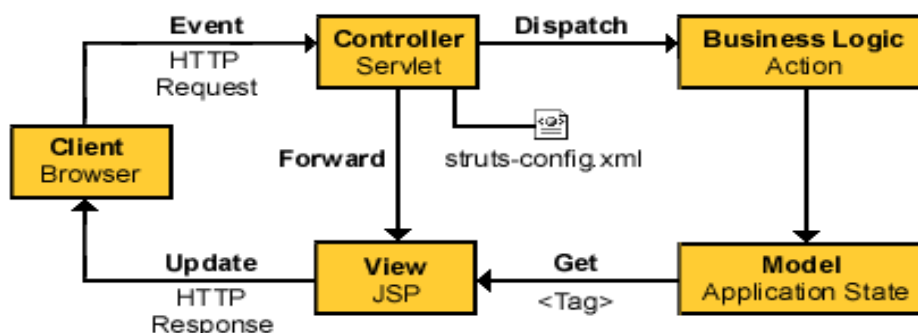 Event
HTTP
Request
Controller
Servlet
Dispatch
Business Logic
Action
Client
Browser
Forward
struts-config.xml
Update
HTTP
Response
View
JSP
Get
<Tag>
Model
Application State